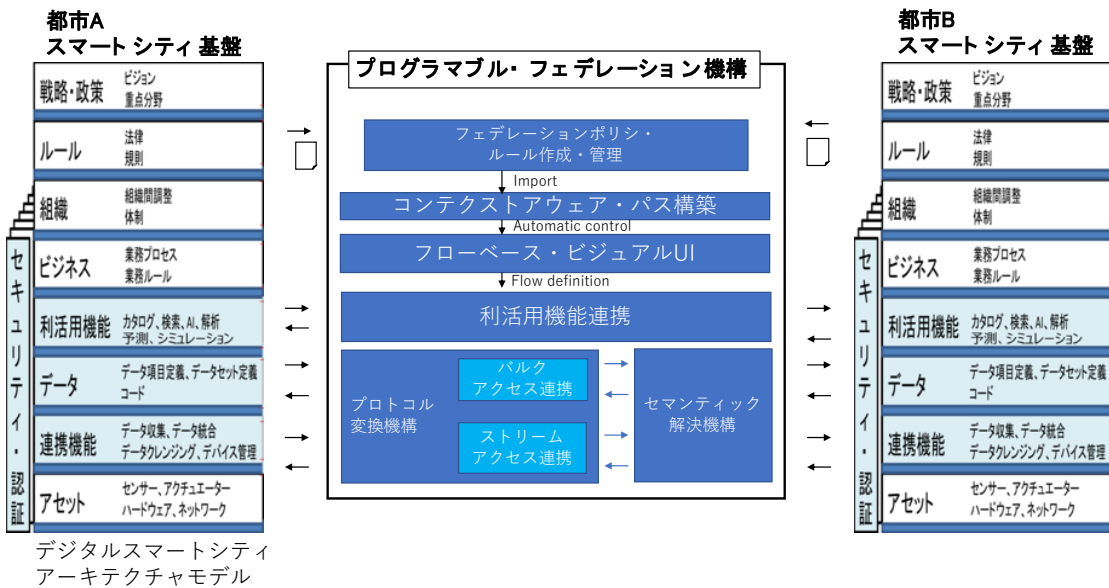 都市A
スマート シティ 基盤
戦略・政策
ビジョン
重点分野
ルール
法律
規則
組織
組織間調整
体制
ビジネス
業務プロセス
業務ルール
利活用機能
カタログ、検索、AI、解析
予測、シミュレーション
データ
データ項目定義、データセット定義
コード
連携機能
データ収集、データ統合
データクレンジング、デバイス管理
アセット
センサー、アクチュエーター
ハードウェア、ネットワーク
セキュリティ・認証
デジタルスマートシティ
アーキテクチャモデル
プログラマブル・ フェデレーション機構
フェデレーションポリシ・
ルール作成・管理
Import
コンテクストアウェア・パス構築
Automatic control
フローベース・ビジュアルUI
Flow definition
利活用機能連携
プロトコル
変換機構
バルク
アクセス連携
ストリーム
アクセス連携
セマンティック
解決機構
都市B
スマート シティ 基盤
戦略・政策
ビジョン
重点分野
ルール
法律
規則
組織
組織間調整
体制
ビジネス
業務プロセス
業務ルール
利活用機能
カタログ、検索、AI、解析
予測、シミュレーション
データ
データ項目定義、データセット定義
コード
連携機能
データ収集、データ統合
データクレンジング、デバイス管理
アセット
センサー、アクチュエーター
ハードウェア、ネットワーク
セキュリティ・認証